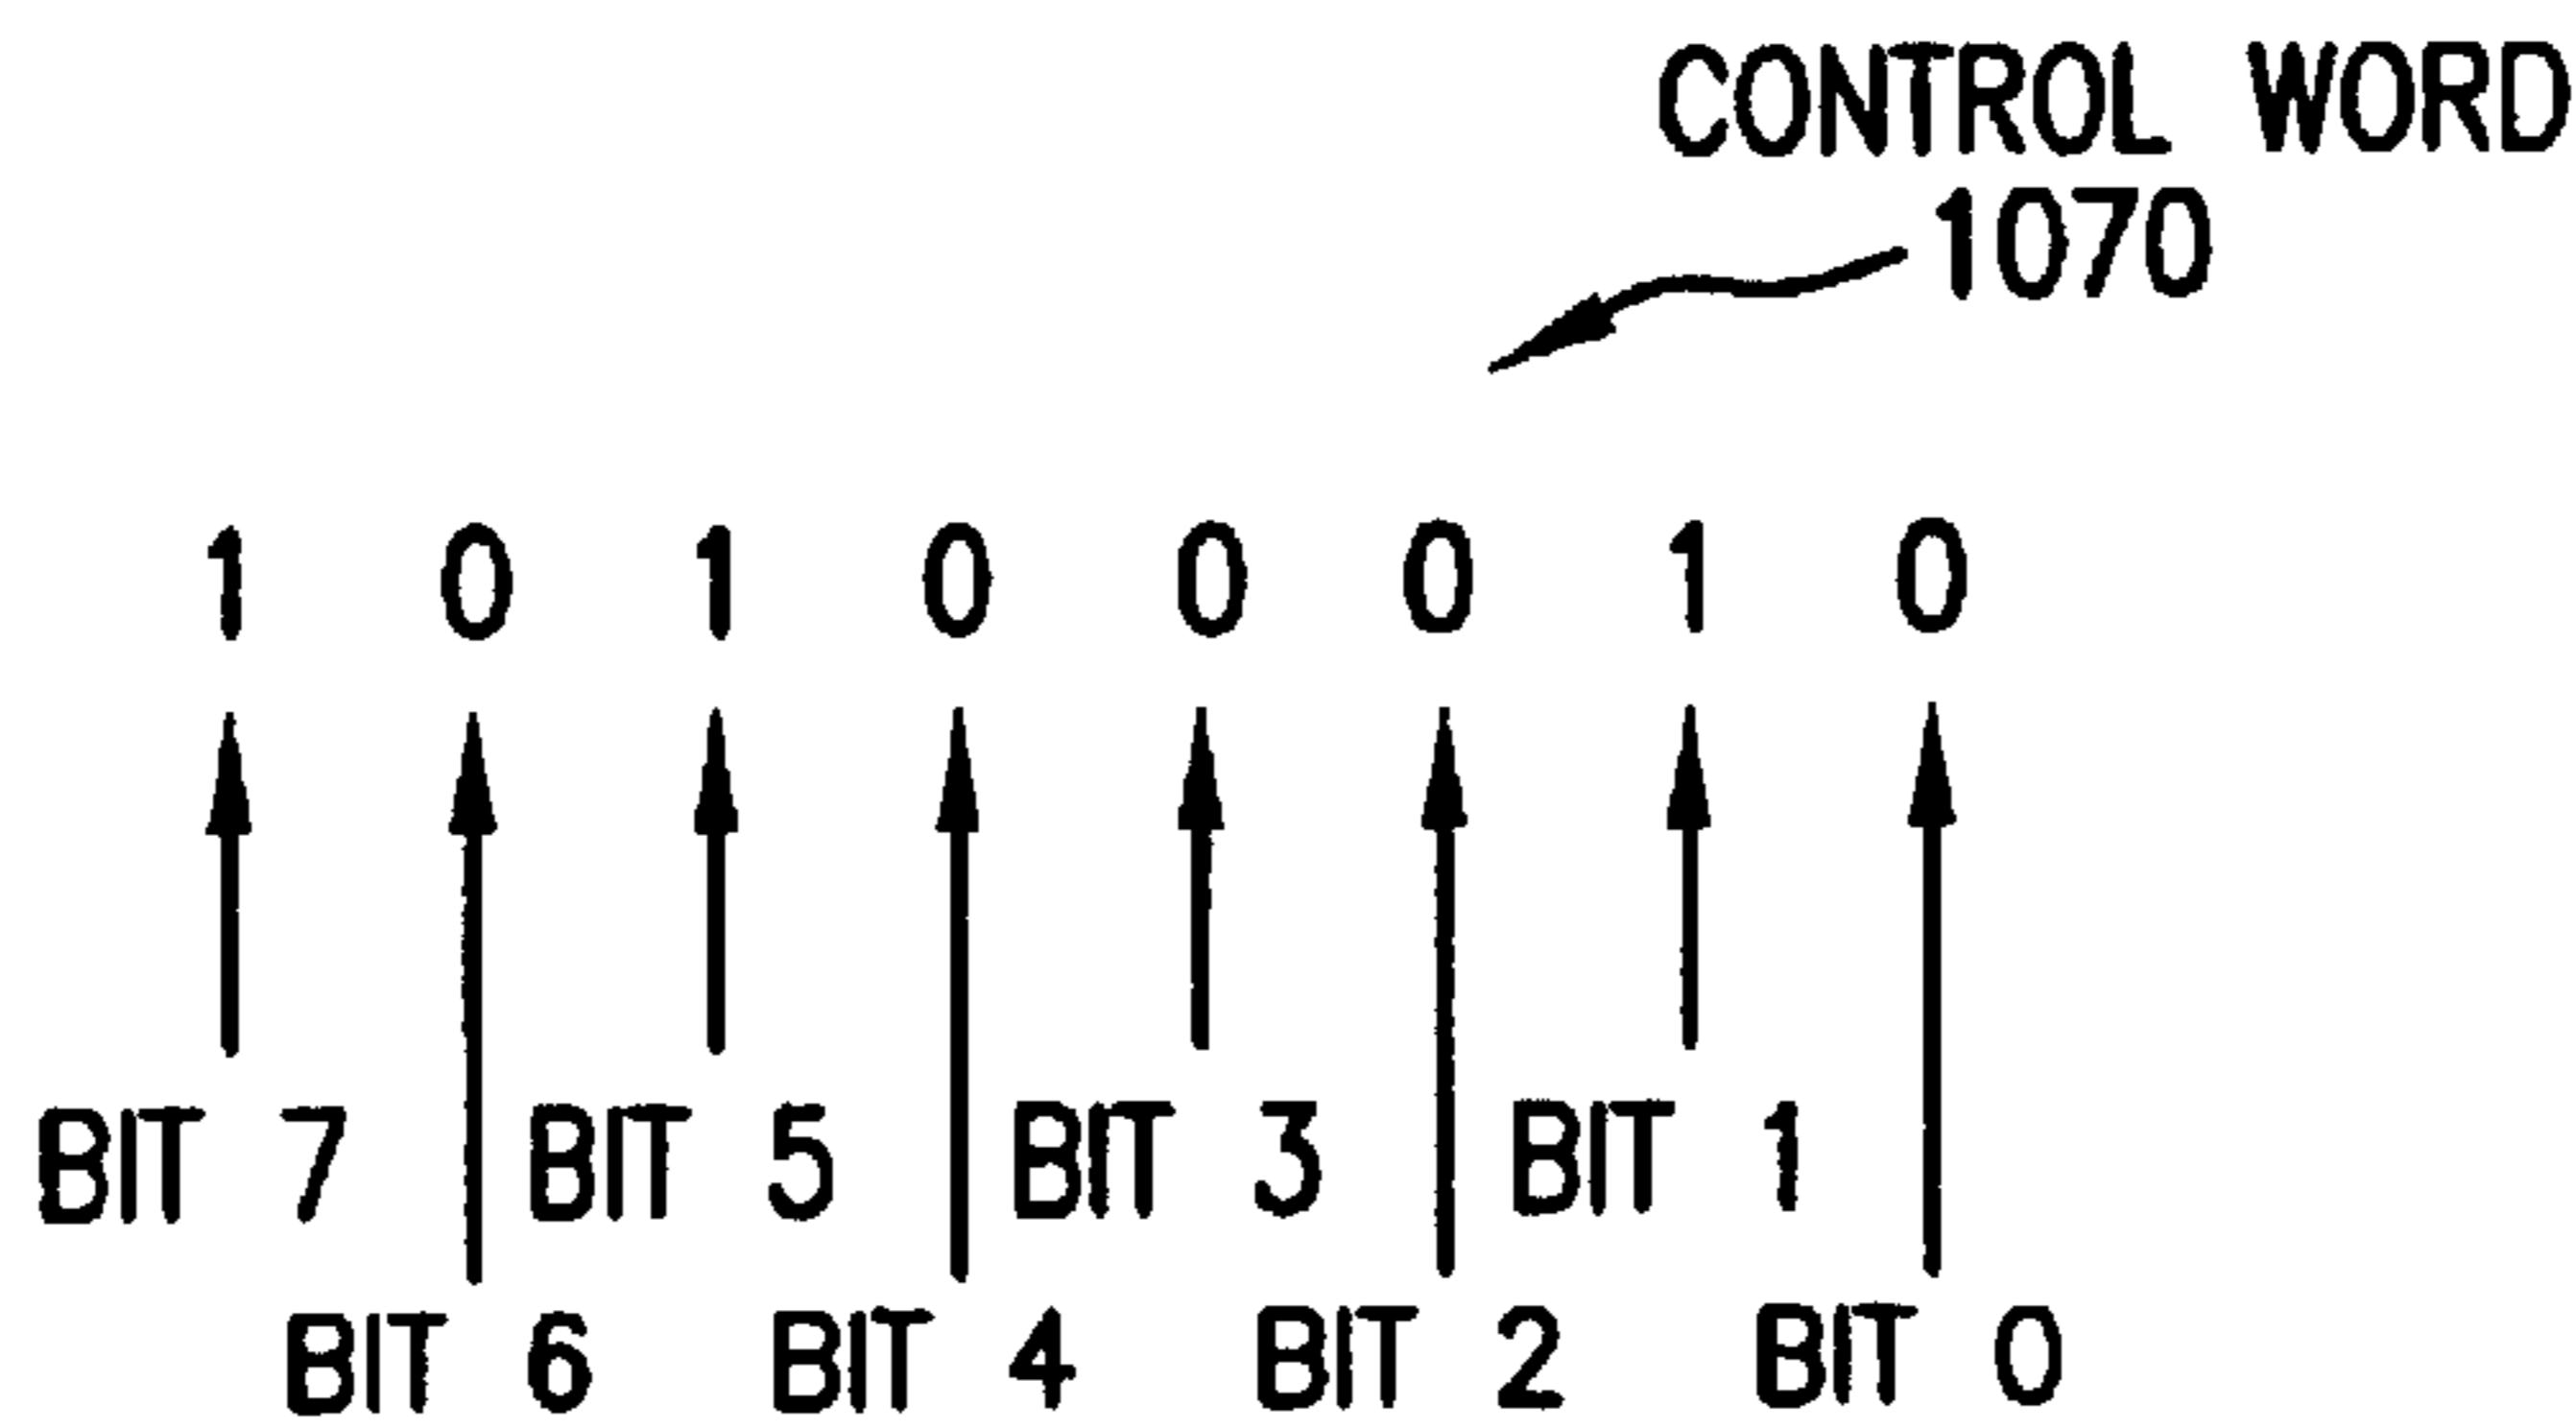 CONTROL WORD
1070
1 0 1 0 0 0 1 0
BIT 7 BIT 5 BIT 3 BIT 1
BIT 6 BIT 4 BIT 2 BIT 0